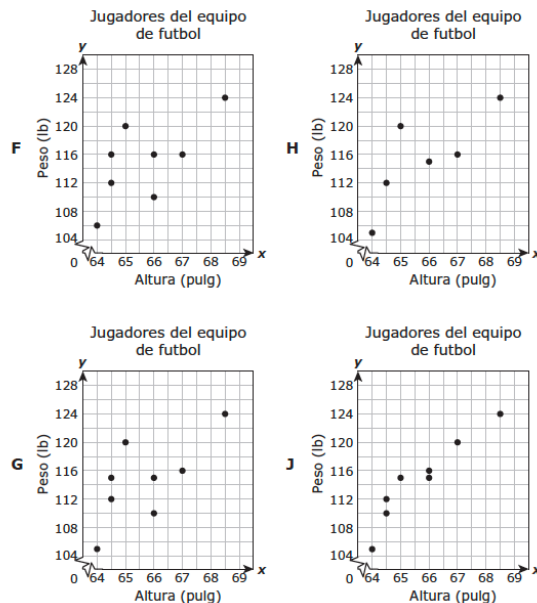 Jugadores del equipo
de futbol
y
128
124
120
116
112
108
104
0
Peso (lb)
F
64 65 66 67 68 69
x
Altura (pulg)
Jugadores del equipo
de futbol
y
128
124
120
116
112
108
104
0
Peso (lb)
H
64 65 66 67 68 69
x
Altura (pulg)
Jugadores del equipo
de futbol
y
128
124
120
116
112
108
104
0
Peso (lb)
G
64 65 66 67 68 69
x
Altura (pulg)
Jugadores del equipo
de futbol
y
128
124
120
116
112
108
104
0
Peso (lb)
J
64 65 66 67 68 69
x
Altura (pulg)